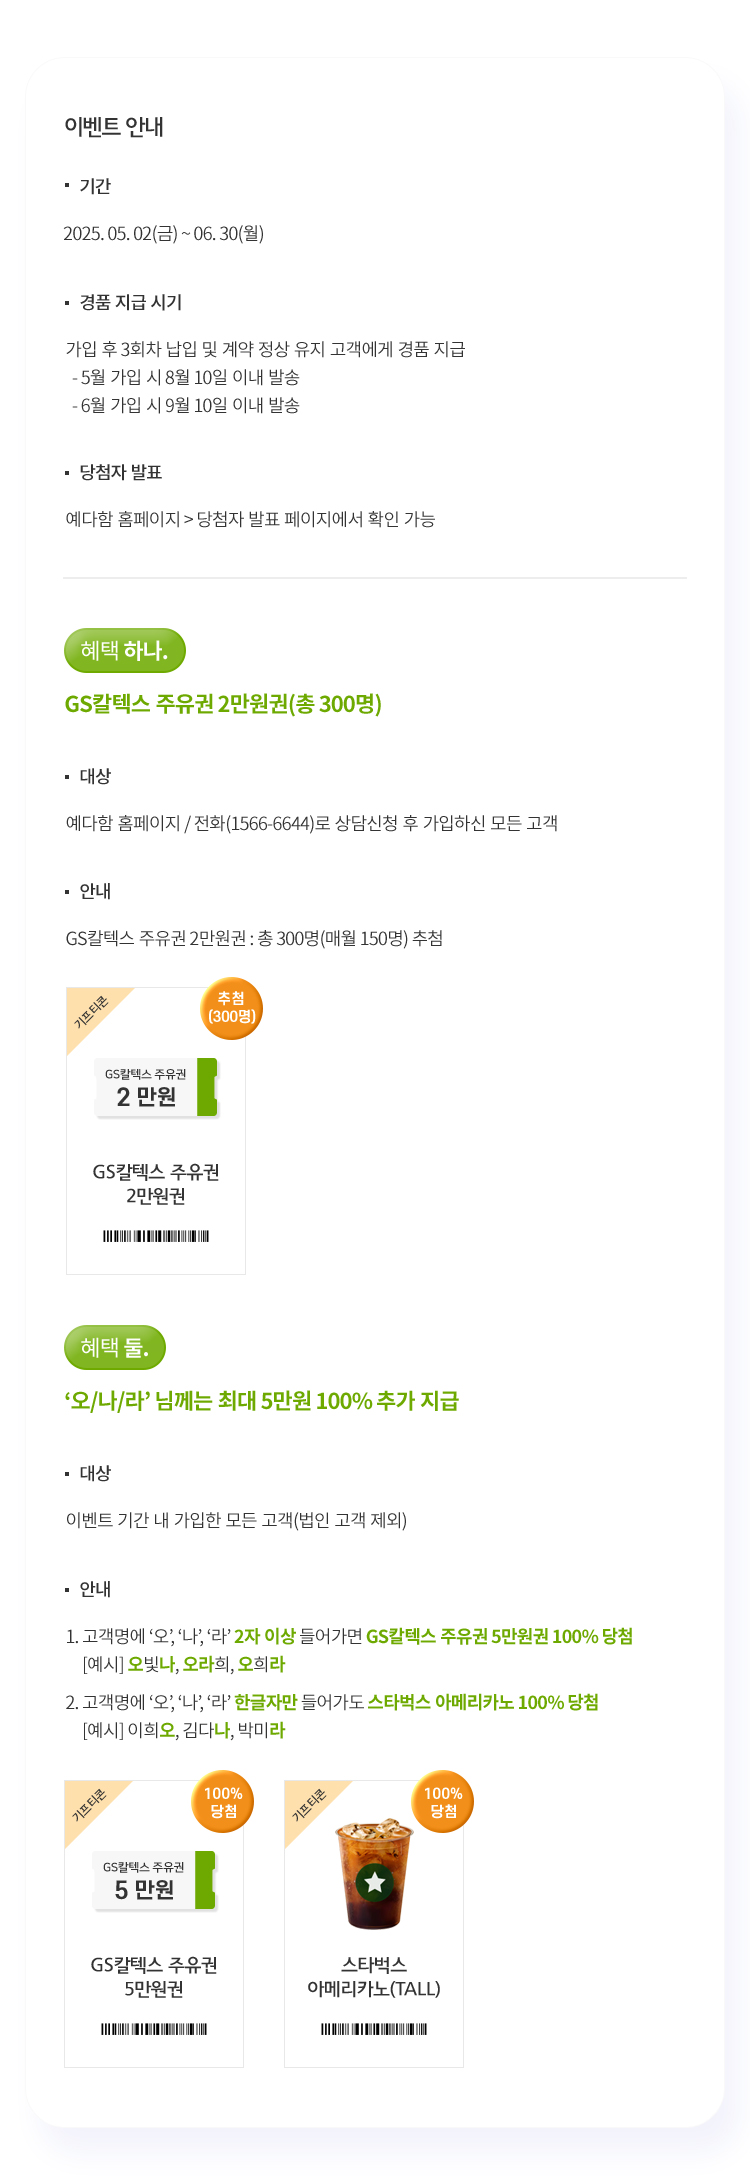 이벤트 안내
기간
2025. 05. 02(금) ~ 06. 30(월)
경품 지급 시기
가입 후 3회차 납입 및 계약 정상 유지 고객에게 경품 지급
- 5월 가입 시 8월 10일 이내 발송
- 6월 가입 시 9월 10일 이내 발송
당첨자 발표
예다함 홈페이지 > 당첨자 발표 페이지에서 확인 가능
혜택 하나.
GS칼텍스 주유권 2만원권(총 300명)
대상
예다함 홈페이지 / 전화(1566-6644)로 상담신청 후 가입하신 모든 고객
안내
GS칼텍스 주유권 2만원권 : 총 300명(매월 150명) 추첨
기프티콘
추첨
(300명)
GS칼텍스 주유권
2 만원
GS칼텍스 주유권
2만원권
혜택 둘.
‘오/나/라’ 님께는 최대 5만원 100% 추가 지급
대상
이벤트 기간 내 가입한 모든 고객(법인 고객 제외)
안내
1. 고객명에 ‘오’, ‘나’, ‘라’ 2자 이상 들어가면 GS칼텍스 주유권 5만원권 100% 당첨
[예시] 오빛나, 오라희, 오희라
2. 고객명에 ‘오’, ‘나’, ‘라’ 한글자만 들어가도 스타벅스 아메리카노 100% 당첨
[예시] 이희오, 김다나, 박미라
기프티콘
100%
당첨
GS칼텍스 주유권
5 만원
GS칼텍스 주유권
5만원권
기프티콘
100%
당첨
스타벅스
아메리카노(TALL)